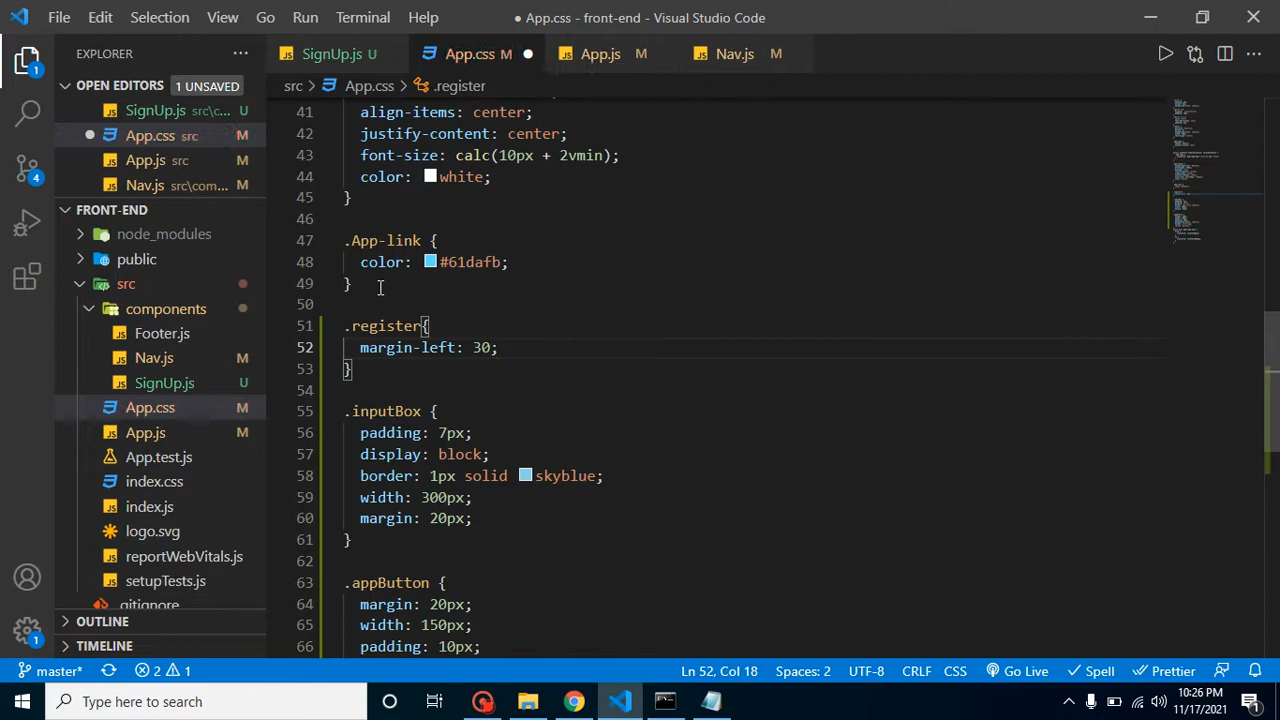 File Edit Selection View Go Run Terminal Help
● App.css - front-end - Visual Studio Code
EXPLORER ···
SignUp.js U
App.css M ●
App.js M
Nav.js M
OPEN EDITORS 1 UNSAVED
SignUp.js src\c... U
App.css src M
App.js src M
Nav.js src\com... M
FRONT-END
node_modules
public
src
components
Footer.js
Nav.js M
SignUp.js U
App.css M
App.js M
App.test.js
index.css
index.js
logo.svg
reportWebVitals.js
setupTests.js
.gitignore
OUTLINE
TIMELINE
1
4
1
src > App.css > .register
41 align-items: center;
42 justify-content: center;
43 font-size: calc(10px + 2vmin);
44 color: white;
45 }
46
47 .App-link {
48 color: #61dafb;
49 }
50
51 .register{
52 margin-left: 30;
53 }
54
55 .inputBox {
56 padding: 7px;
57 display: block;
58 border: 1px solid skyblue;
59 width: 300px;
60 margin: 20px;
61 }
62
63 .appButton {
64 margin: 20px;
65 width: 150px;
66 padding: 10px;
master* 2 1 Ln 52, Col 18 Spaces: 2 UTF-8 CRLF CSS Go Live Spell Prettier
Type here to search
10:26 PM
11/17/2021
1